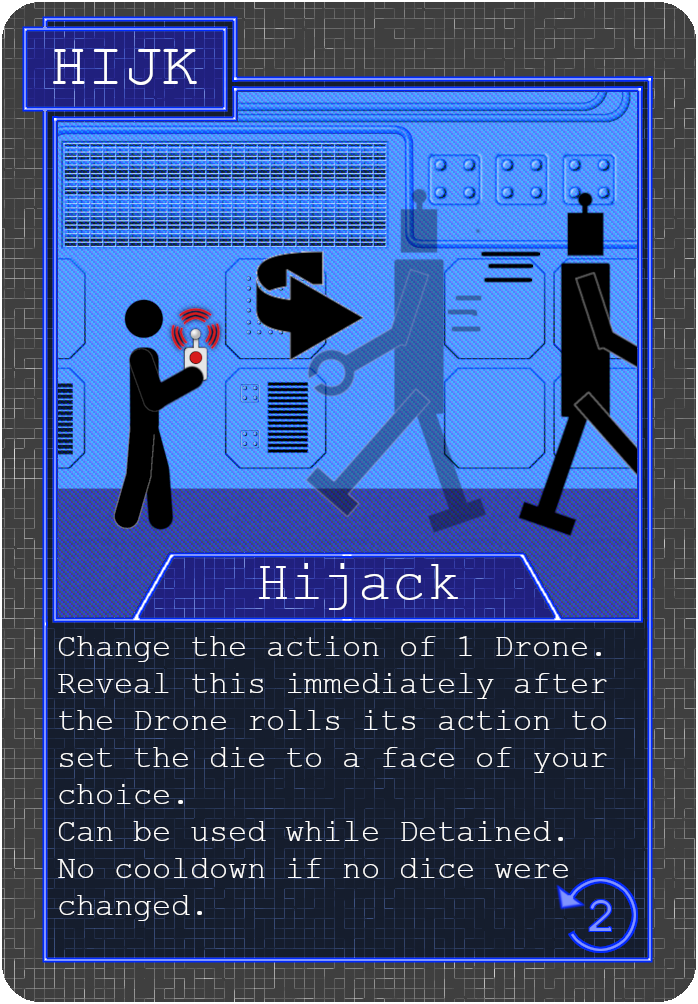 HIJK
Hijack
Change the action of 1 Drone.
Reveal this immediately after
the Drone rolls its action to
set the die to a face of your
choice.
Can be used while Detained.
No cooldown if no dice were
changed.
2